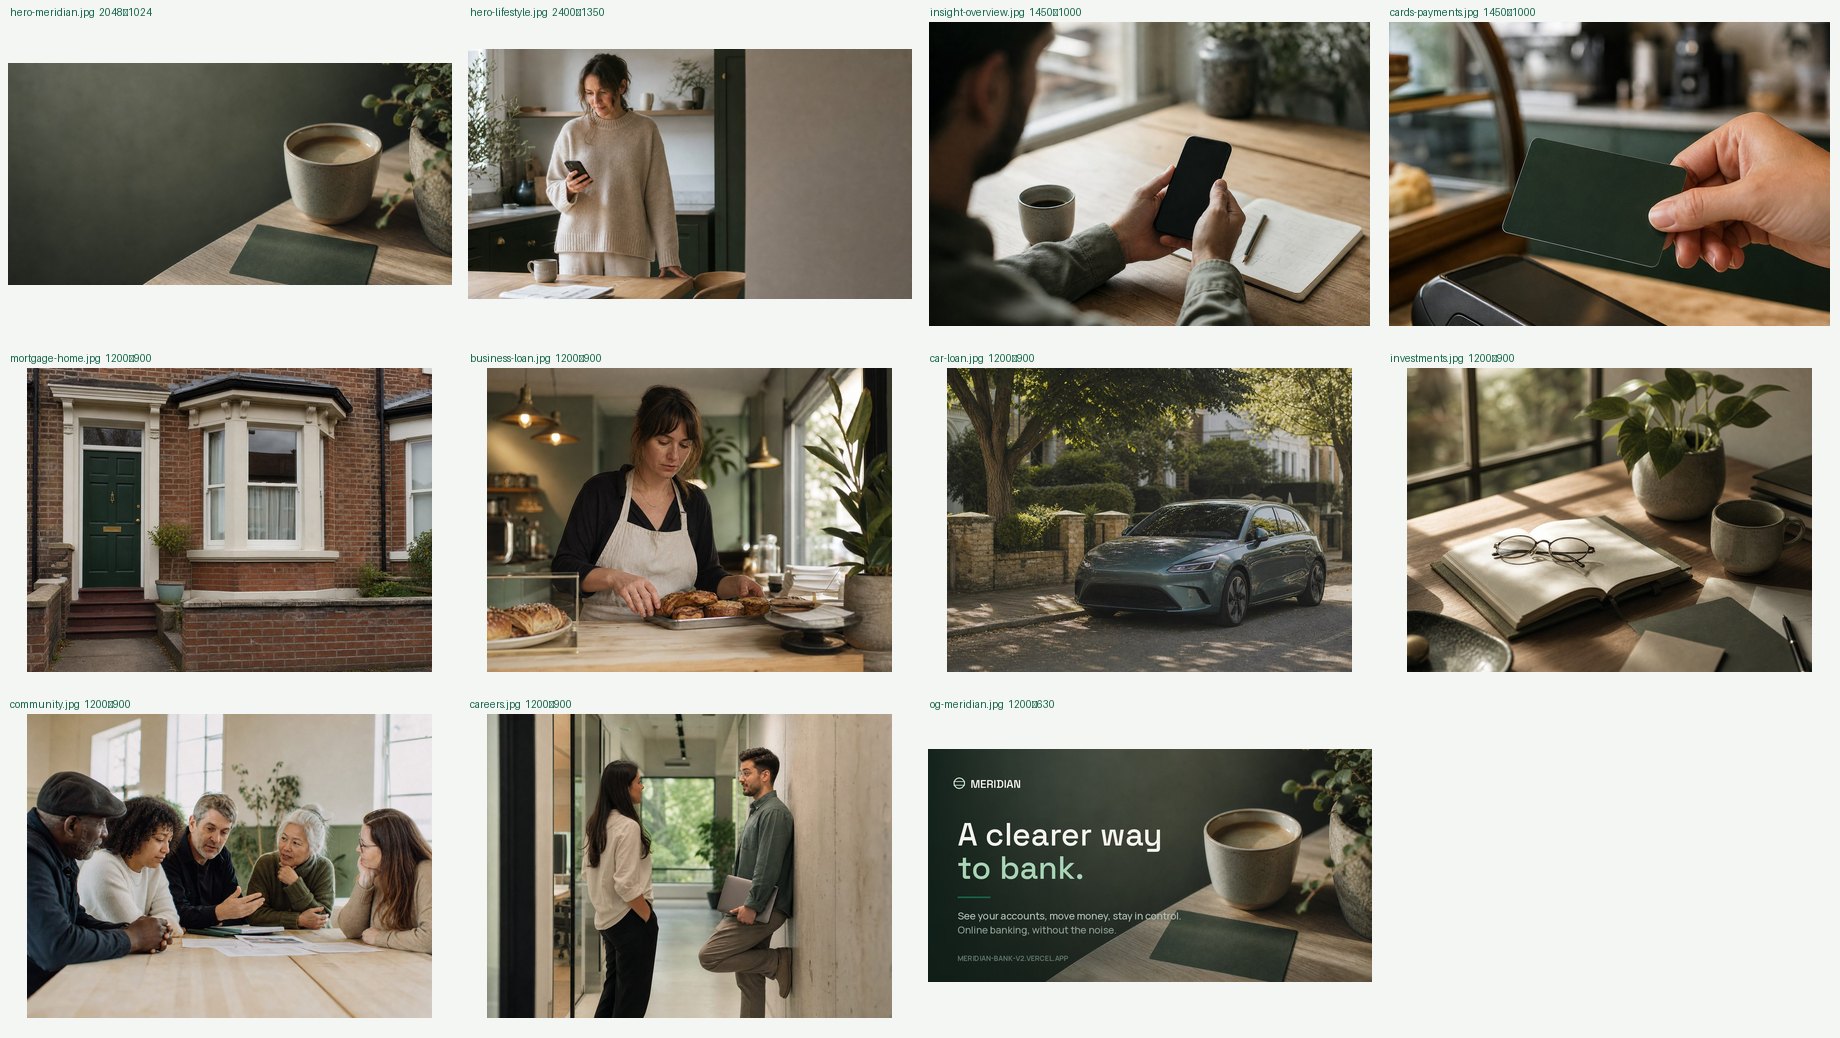 hero-meridian.jpg 2048▯1024
hero-lifestyle.jpg 2400▯1350
insight-overview.jpg 1450▯1000
cards-payments.jpg 1450▯1000
mortgage-home.jpg 1200▯900
business-loan.jpg 1200▯900
car-loan.jpg 1200▯900
investments.jpg 1200▯900
community.jpg 1200▯900
careers.jpg 1200▯900
og-meridian.jpg 1200▯630
MERIDIAN
A clearer way
to bank.
See your accounts, move money, stay in control.
Online banking, without the noise.
MERIDIAN-BANK-V2.VERCEL.APP